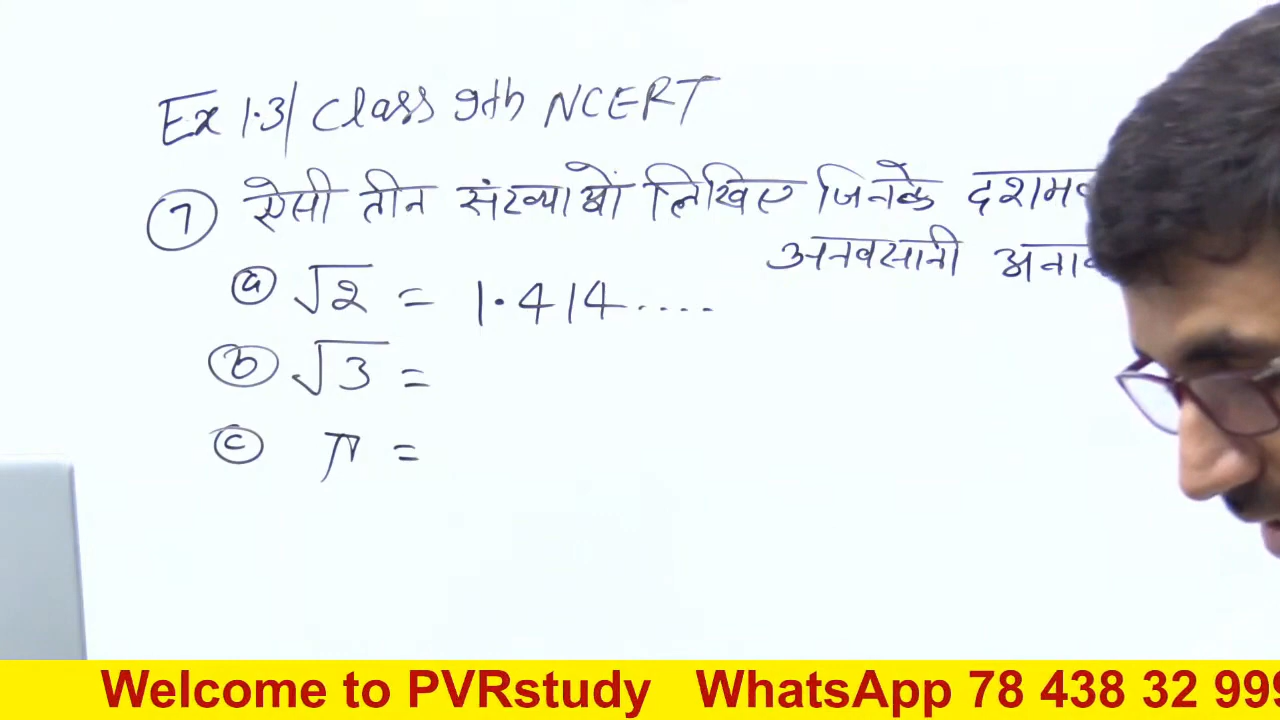 Ex 1.3| Class 9th NCERT
7 ऐसी तीन संख्याओं लिखिए जिनके
अनवसानी
a √2 = 1.414....
b √3 =
c π =
Welcome to PVRstudy WhatsApp 78 438 32 999